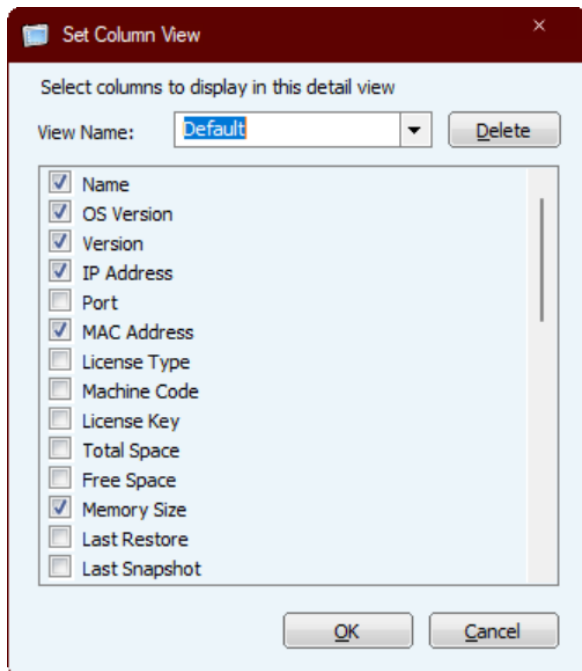 Set Column View
Select columns to display in this detail view
View Name: Default Delete
Name
OS Version
Version
IP Address
Port
MAC Address
License Type
Machine Code
License Key
Total Space
Free Space
Memory Size
Last Restore
Last Snapshot
OK Cancel